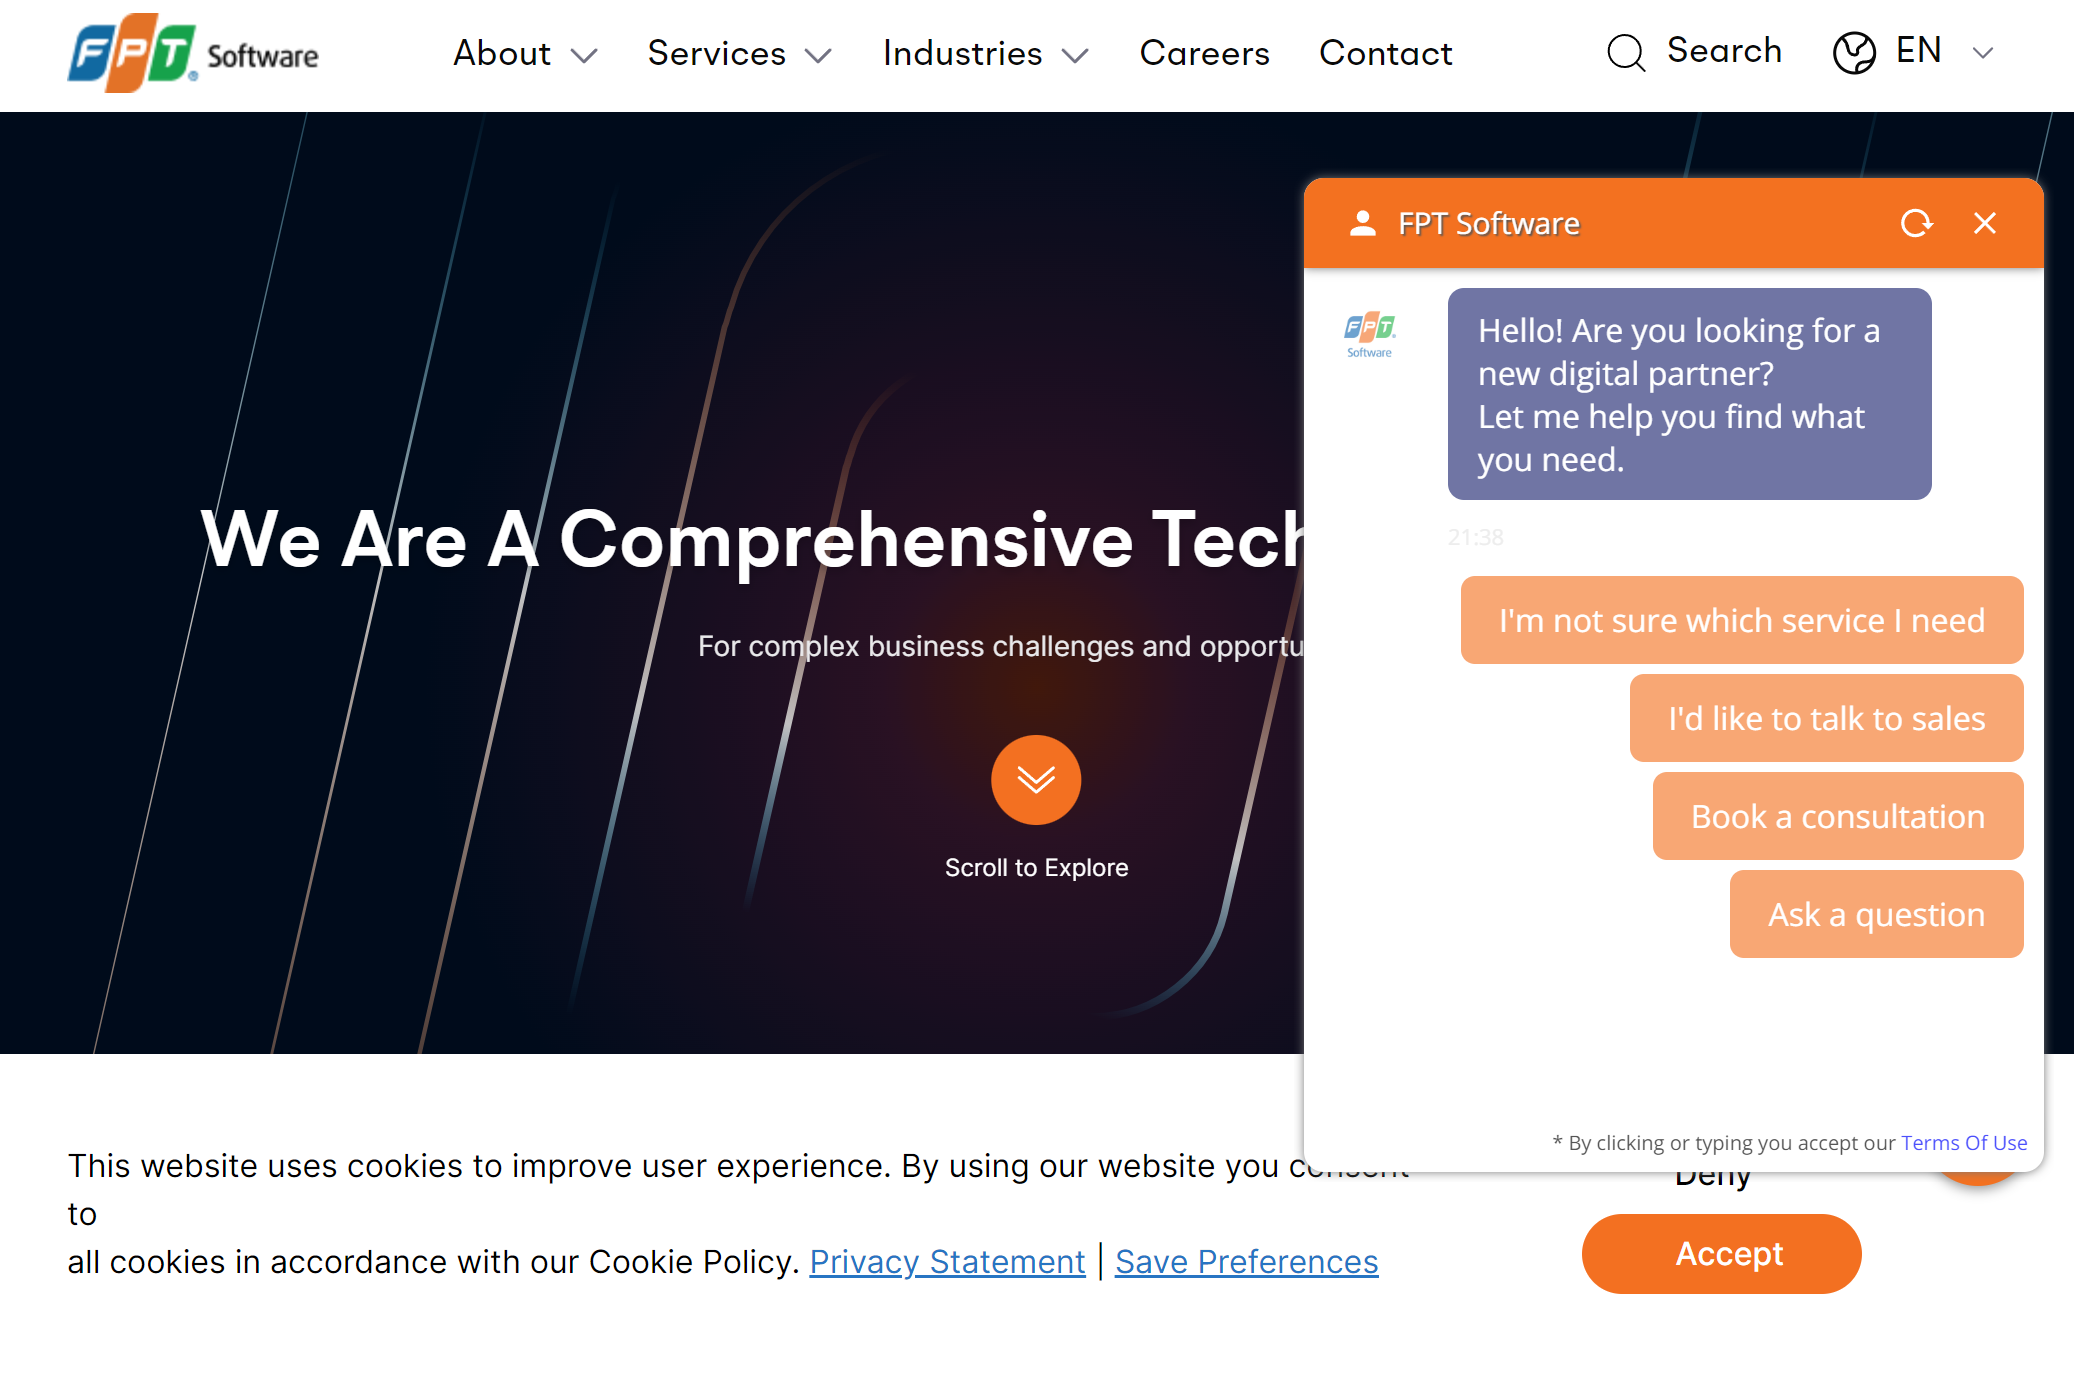 FPT Software
About
Services
Industries
Careers
Contact
Search
EN
We Are A Comprehensive Tech
For complex business challenges and opportu
Scroll to Explore
FPT Software
FPT
Software
Hello! Are you looking for a
new digital partner?
Let me help you find what
you need.
21:38
I'm not sure which service I need
I'd like to talk to sales
Book a consultation
Ask a question
* By clicking or typing you accept our Terms Of Use
This website uses cookies to improve user experience. By using our website you consent
to
all cookies in accordance with our Cookie Policy. Privacy Statement | Save Preferences
Deny
Accept